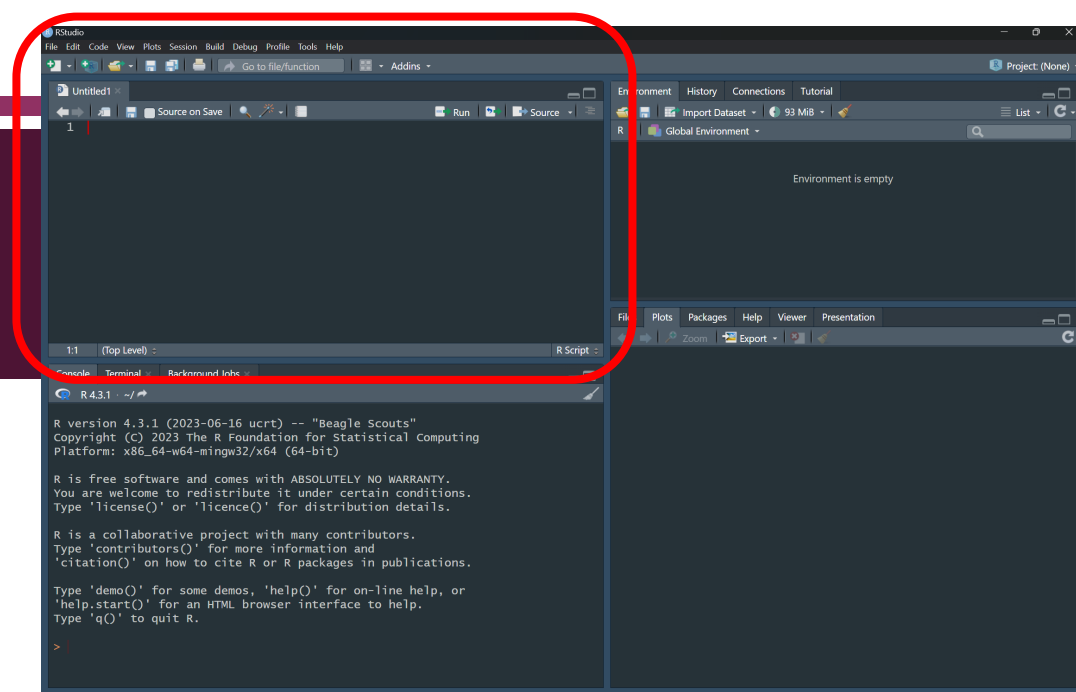 RStudio
File Edit Code View Plots Session Build Debug Profile Tools Help
Go to file/function Addins
Project: (None)
Untitled1
Source on Save Run Source
1
1:1 (Top Level) R Script
Console Terminal Background Jobs
R 4.3.1 · ~/
R version 4.3.1 (2023-06-16 ucrt) -- "Beagle Scouts"
Copyright (C) 2023 The R Foundation for Statistical Computing
Platform: x86_64-w64-mingw32/x64 (64-bit)
R is free software and comes with ABSOLUTELY NO WARRANTY.
You are welcome to redistribute it under certain conditions.
Type 'license()' or 'licence()' for distribution details.
R is a collaborative project with many contributors.
Type 'contributors()' for more information and
'citation()' on how to cite R or R packages in publications.
Type 'demo()' for some demos, 'help()' for on-line help, or
'help.start()' for an HTML browser interface to help.
Type 'q()' to quit R.
>
Environment History Connections Tutorial
Import Dataset 93 MiB List
R Global Environment
Environment is empty
Files Plots Packages Help Viewer Presentation
Zoom Export